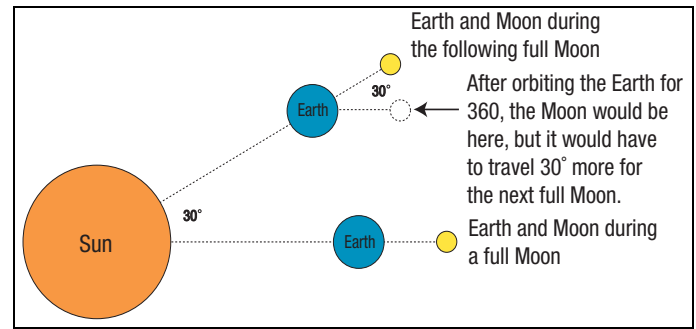 Earth and Moon during
the following full Moon
30°
Earth
After orbiting the Earth for
360, the Moon would be
here, but it would have
to travel 30° more for
the next full Moon.
30°
Sun
Earth
Earth and Moon during
a full Moon